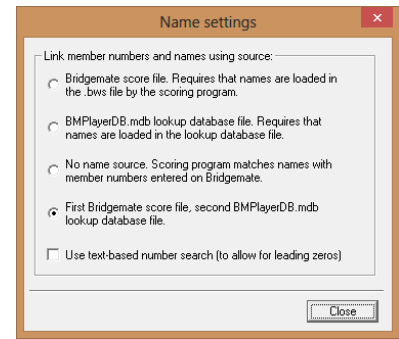 Name settings
x
Link member numbers and names using source:
Bridgemate score file. Requires that names are loaded in
the .bws file by the scoring program.
BMPlayerDB.mdb lookup database file. Requires that
names are loaded in the lookup database file.
No name source. Scoring program matches names with
member numbers entered on Bridgemate.
First Bridgemate score file, second BMPlayerDB.mdb
lookup database file.
Use text-based number search (to allow for leading zeros)
Close